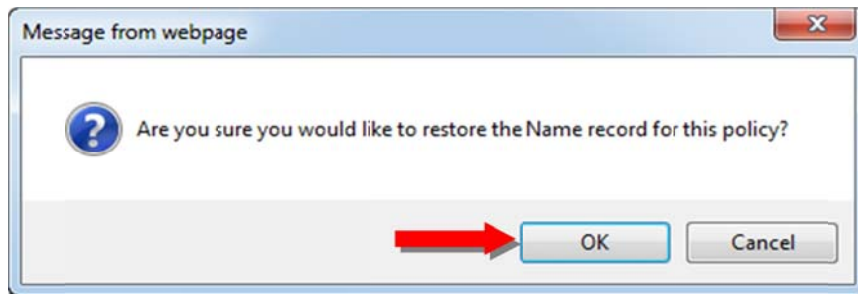 Message from webpage
Are you sure you would like to restore the Name record for this policy?
OK
Cancel